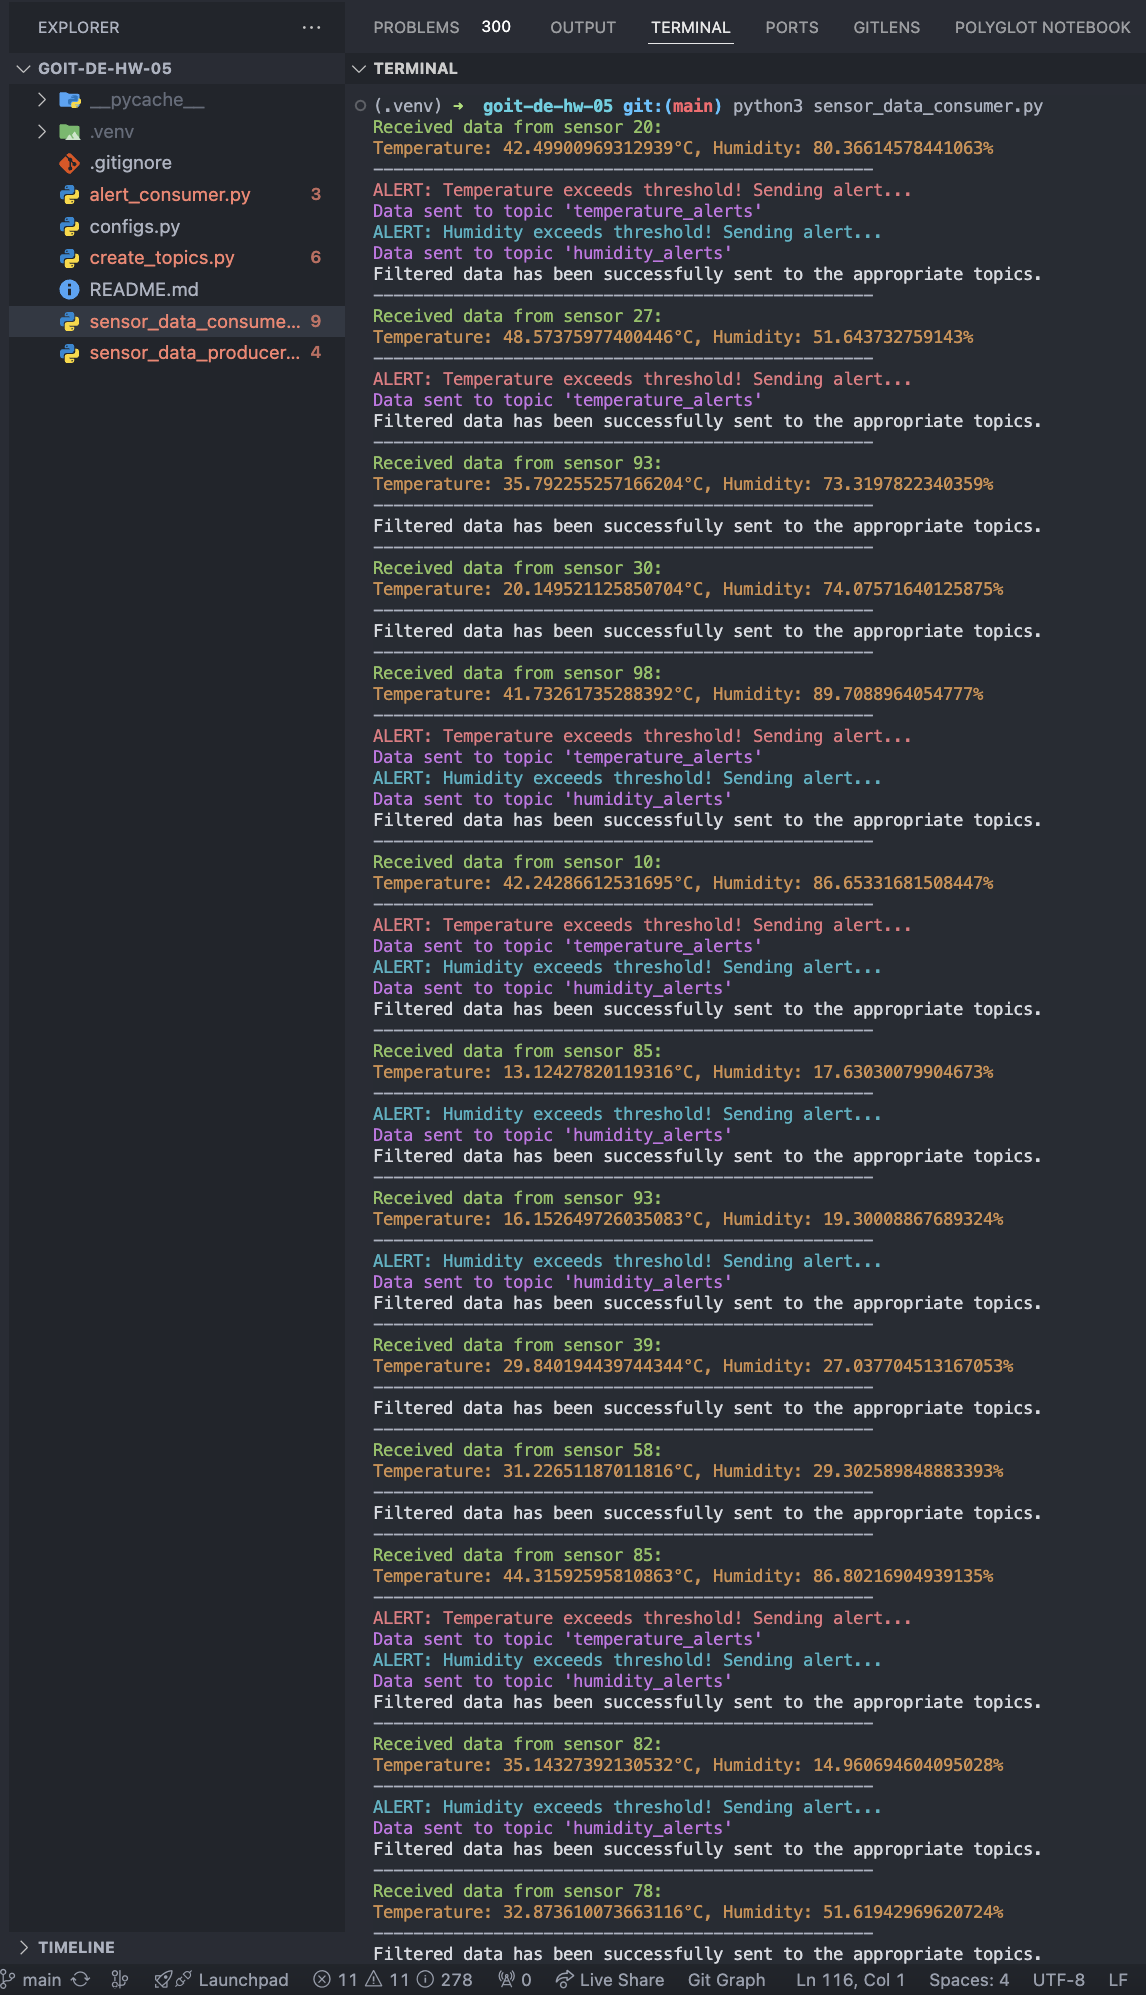 EXPLORER
GOIT-DE-HW-05
__pycache__
.venv
.gitignore
alert_consumer.py 3
configs.py
create_topics.py 6
README.md
sensor_data_consume... 9
sensor_data_producer... 4
TIMELINE
PROBLEMS 300 OUTPUT TERMINAL PORTS GITLENS POLYGLOT NOTEBOOK
TERMINAL
(.venv) → goit-de-hw-05 git:(main) python3 sensor_data_consumer.py
Received data from sensor 20:
Temperature: 42.49900969312939°C, Humidity: 80.36614578441063%
--------------------------------------------------
ALERT: Temperature exceeds threshold! Sending alert...
Data sent to topic 'temperature_alerts'
ALERT: Humidity exceeds threshold! Sending alert...
Data sent to topic 'humidity_alerts'
Filtered data has been successfully sent to the appropriate topics.
--------------------------------------------------
Received data from sensor 27:
Temperature: 48.57375977400446°C, Humidity: 51.643732759143%
--------------------------------------------------
ALERT: Temperature exceeds threshold! Sending alert...
Data sent to topic 'temperature_alerts'
Filtered data has been successfully sent to the appropriate topics.
--------------------------------------------------
Received data from sensor 93:
Temperature: 35.792255257166204°C, Humidity: 73.3197822340359%
--------------------------------------------------
Filtered data has been successfully sent to the appropriate topics.
--------------------------------------------------
Received data from sensor 30:
Temperature: 20.149521125850704°C, Humidity: 74.07571640125875%
--------------------------------------------------
Filtered data has been successfully sent to the appropriate topics.
--------------------------------------------------
Received data from sensor 98:
Temperature: 41.73261735288392°C, Humidity: 89.7088964054777%
--------------------------------------------------
ALERT: Temperature exceeds threshold! Sending alert...
Data sent to topic 'temperature_alerts'
ALERT: Humidity exceeds threshold! Sending alert...
Data sent to topic 'humidity_alerts'
Filtered data has been successfully sent to the appropriate topics.
--------------------------------------------------
Received data from sensor 10:
Temperature: 42.24286612531695°C, Humidity: 86.65331681508447%
--------------------------------------------------
ALERT: Temperature exceeds threshold! Sending alert...
Data sent to topic 'temperature_alerts'
ALERT: Humidity exceeds threshold! Sending alert...
Data sent to topic 'humidity_alerts'
Filtered data has been successfully sent to the appropriate topics.
--------------------------------------------------
Received data from sensor 85:
Temperature: 13.12427820119316°C, Humidity: 17.63030079904673%
--------------------------------------------------
ALERT: Humidity exceeds threshold! Sending alert...
Data sent to topic 'humidity_alerts'
Filtered data has been successfully sent to the appropriate topics.
--------------------------------------------------
Received data from sensor 93:
Temperature: 16.152649726035083°C, Humidity: 19.30008867689324%
--------------------------------------------------
ALERT: Humidity exceeds threshold! Sending alert...
Data sent to topic 'humidity_alerts'
Filtered data has been successfully sent to the appropriate topics.
--------------------------------------------------
Received data from sensor 39:
Temperature: 29.840194439744344°C, Humidity: 27.037704513167053%
--------------------------------------------------
Filtered data has been successfully sent to the appropriate topics.
--------------------------------------------------
Received data from sensor 58:
Temperature: 31.22651187011816°C, Humidity: 29.302589848883393%
--------------------------------------------------
Filtered data has been successfully sent to the appropriate topics.
--------------------------------------------------
Received data from sensor 85:
Temperature: 44.31592595810863°C, Humidity: 86.80216904939135%
--------------------------------------------------
ALERT: Temperature exceeds threshold! Sending alert...
Data sent to topic 'temperature_alerts'
ALERT: Humidity exceeds threshold! Sending alert...
Data sent to topic 'humidity_alerts'
Filtered data has been successfully sent to the appropriate topics.
--------------------------------------------------
Received data from sensor 82:
Temperature: 35.14327392130532°C, Humidity: 14.960694604095028%
--------------------------------------------------
ALERT: Humidity exceeds threshold! Sending alert...
Data sent to topic 'humidity_alerts'
Filtered data has been successfully sent to the appropriate topics.
--------------------------------------------------
Received data from sensor 78:
Temperature: 32.873610073663116°C, Humidity: 51.61942969620724%
--------------------------------------------------
Filtered data has been successfully sent to the appropriate topics.
main Launchpad 11 11 278 0 Live Share Git Graph Ln 116, Col 1 Spaces: 4 UTF-8 LF